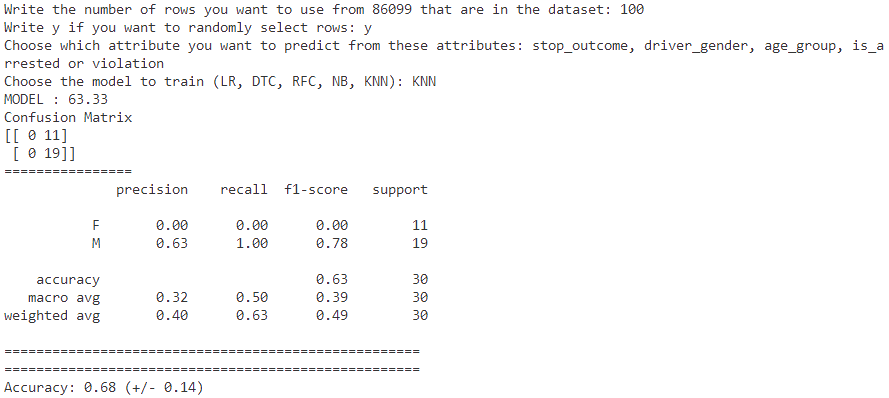 Write the number of rows you want to use from 86099 that are in the dataset: 100
Write y if you want to randomly select rows: y
Choose which attribute you want to predict from these attributes: stop_outcome, driver_gender, age_group, is_a
rrested or violation
Choose the model to train (LR, DTC, RFC, NB, KNN): KNN
MODEL : 63.33
Confusion Matrix
[[ 0 11]
 [ 0 19]]
================
precision recall f1-score support
F 0.00 0.00 0.00 11
M 0.63 1.00 0.78 19
accuracy 0.63 30
macro avg 0.32 0.50 0.39 30
weighted avg 0.40 0.63 0.49 30
====================================================
====================================================
Accuracy: 0.68 (+/- 0.14)